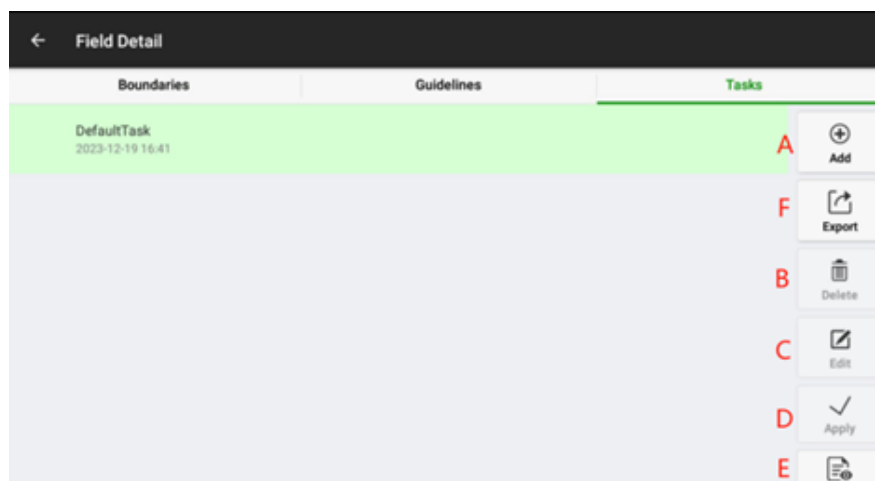 Field Detail
Boundaries Guidelines Tasks
DefaultTask
2023-12-19 16:41
A
Add
F
Export
B
Delete
C
Edit
D
Apply
E